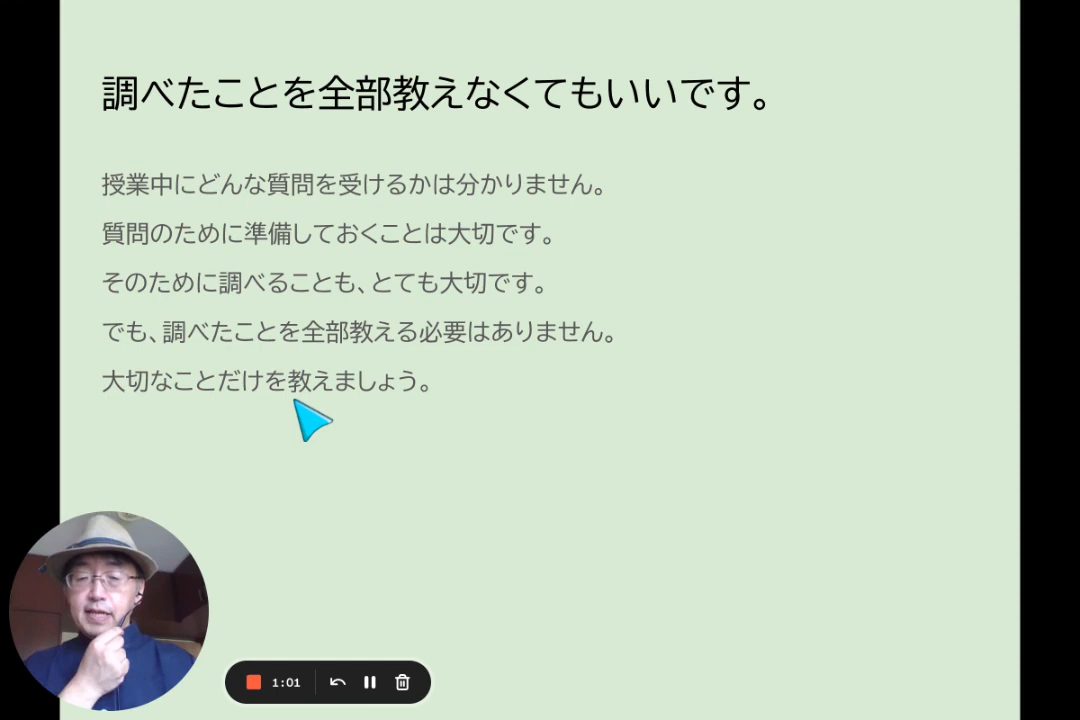 調べたことを全部教えなくてもいいです。
授業中にどんな質問を受けるかは分かりません。
質問のために準備しておくことは大切です。
そのために調べることも、とても大切です。
でも、調べたことを全部教える必要はありません。
大切なことだけを教えましょう。
1:01